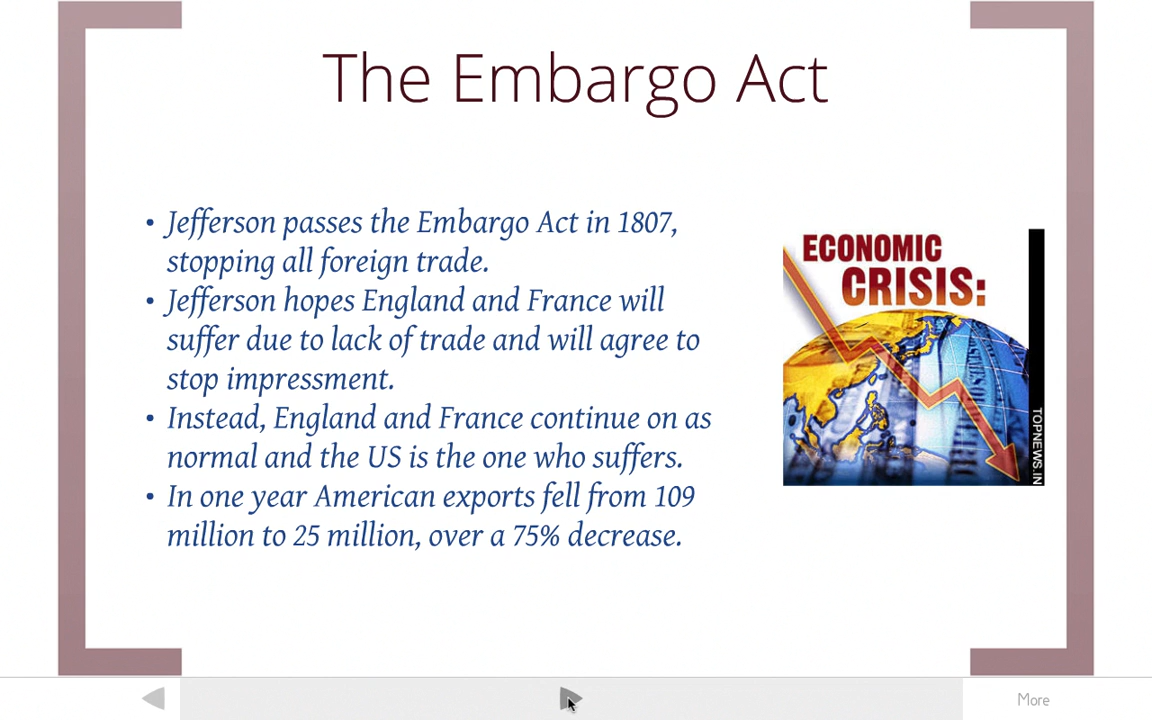 The Embargo Act
• Jefferson passes the Embargo Act in 1807,
stopping all foreign trade.
• Jefferson hopes England and France will
suffer due to lack of trade and will agree to
stop impressment.
• Instead, England and France continue on as
normal and the US is the one who suffers.
• In one year American exports fell from 109
million to 25 million, over a 75% decrease.
ECONOMIC
CRISIS:
TOPNEWS.IN
More